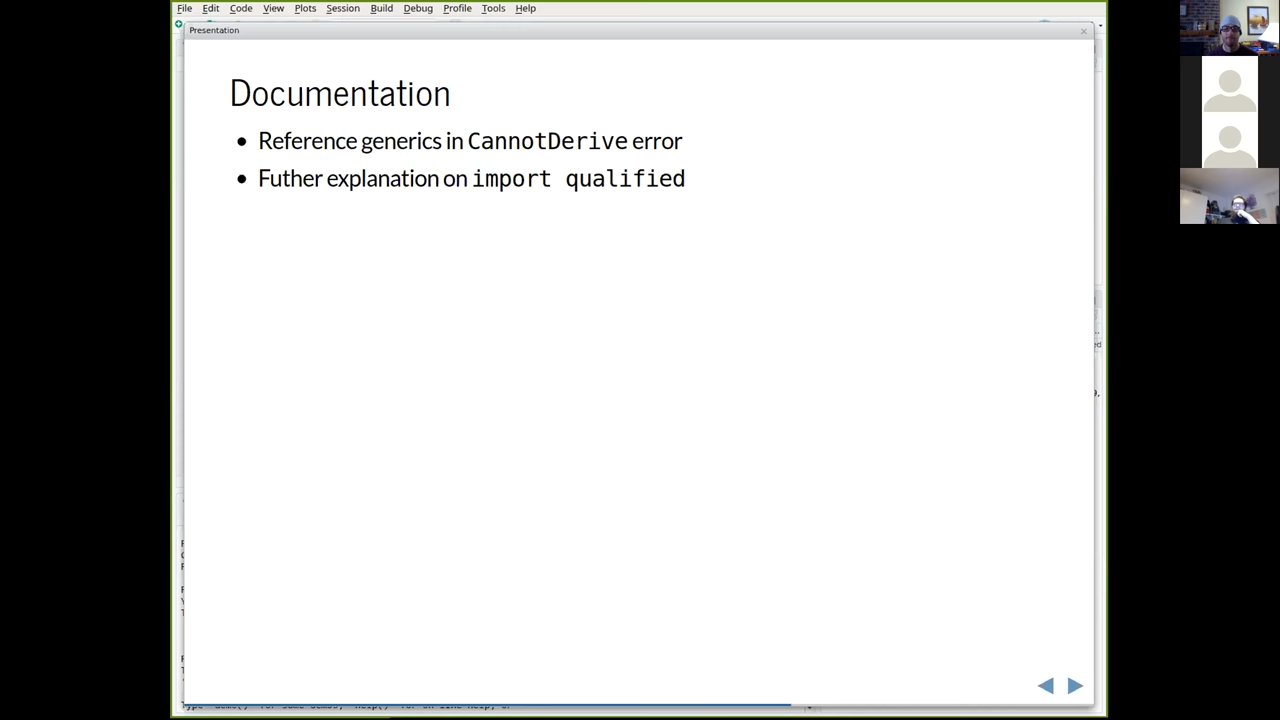 File Edit Code View Plots Session Build Debug Profile Tools Help
Presentation
Documentation
Reference generics in CannotDerive error
Futher explanation on import qualified